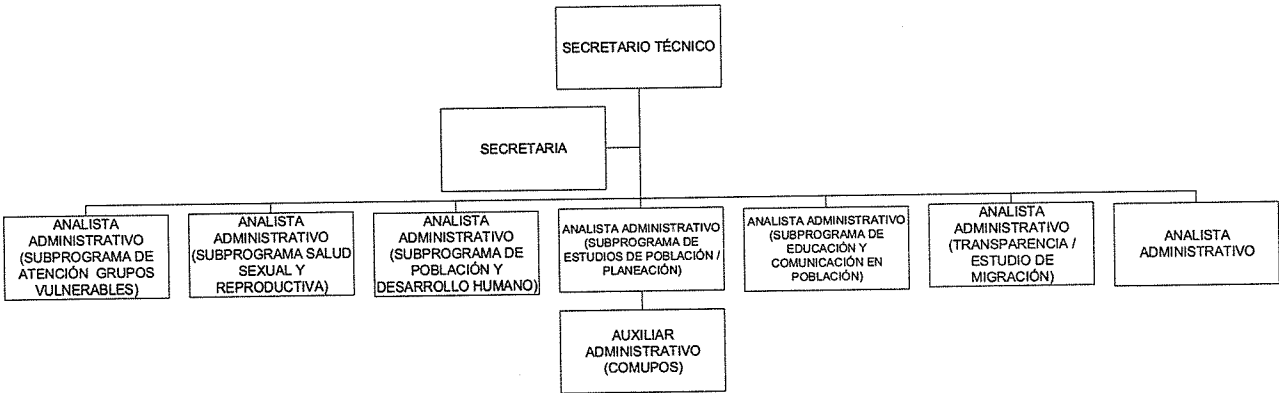 SECRETARIO TÉCNICO
SECRETARIA
ANALISTA
ADMINISTRATIVO
(SUBPROGRAMA DE
ATENCIÓN GRUPOS
VULNERABLES)
ANALISTA
ADMINISTRATIVO
(SUBPROGRAMA SALUD
SEXUAL Y
REPRODUCTIVA)
ANALISTA
ADMINISTRATIVO
(SUBPROGRAMA DE
POBLACIÓN Y
DESARROLLO HUMANO)
ANALISTA ADMINISTRATIVO
(SUBPROGRAMA DE
ESTUDIOS DE POBLACIÓN /
PLANEACIÓN)
ANALISTA ADMINISTRATIVO
(SUBPROGRAMA DE
EDUCACIÓN Y
COMUNICACIÓN EN
POBLACIÓN)
ANALISTA
ADMINISTRATIVO
(TRANSPARENCIA /
ESTUDIO DE
MIGRACIÓN)
ANALISTA
ADMINISTRATIVO
AUXILIAR
ADMINISTRATIVO
(COMUPOS)